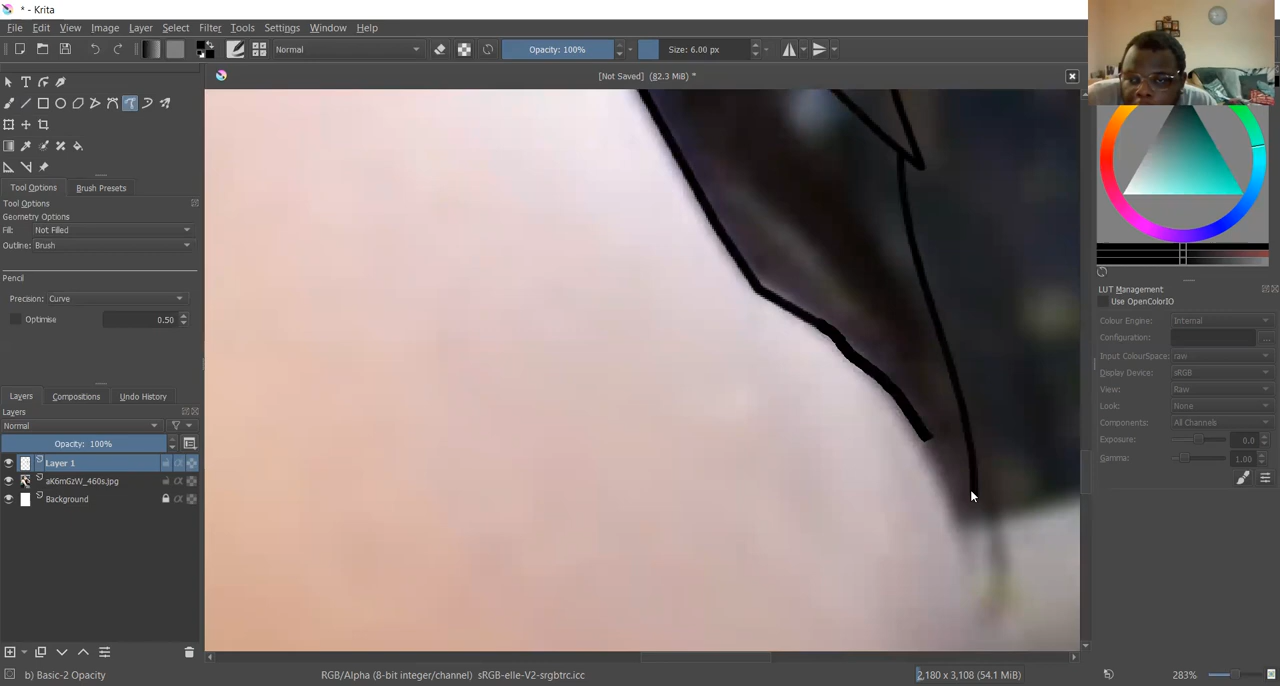 * - Krita
File Edit View Image Layer Select Filter Tools Settings Window Help
Normal Opacity: 100% Size: 6.00 px
[Not Saved] (82.3 MiB) *
Tool Options Brush Presets
Tool Options
Geometry Options
Fill: Not Filled
Outline: Brush
Pencil
Precision: Curve
Optimise 0.50
Layers Compositions Undo History
Layers
Normal
Opacity: 100%
Layer 1
aK6mGzW_460s.jpg
Background
LUT Management
Use OpenColorIO
Colour Engine: Internal
Configuration: ...
Input ColourSpace: raw
Display Device: sRGB
View: Raw
Look: None
Components: All Channels
Exposure: 0.0
Gamma: 1.00
b) Basic-2 Opacity RGB/Alpha (8-bit integer/channel) sRGB-elle-V2-srgbtrc.icc 2,180 x 3,108 (54.1 MiB) 283%